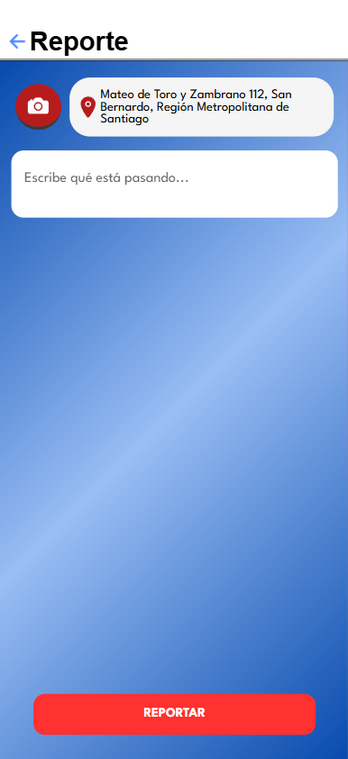 Reporte
Mateo de Toro y Zambrano 112, San
Bernardo, Región Metropolitana de
Santiago
Escribe qué está pasando...
REPORTAR